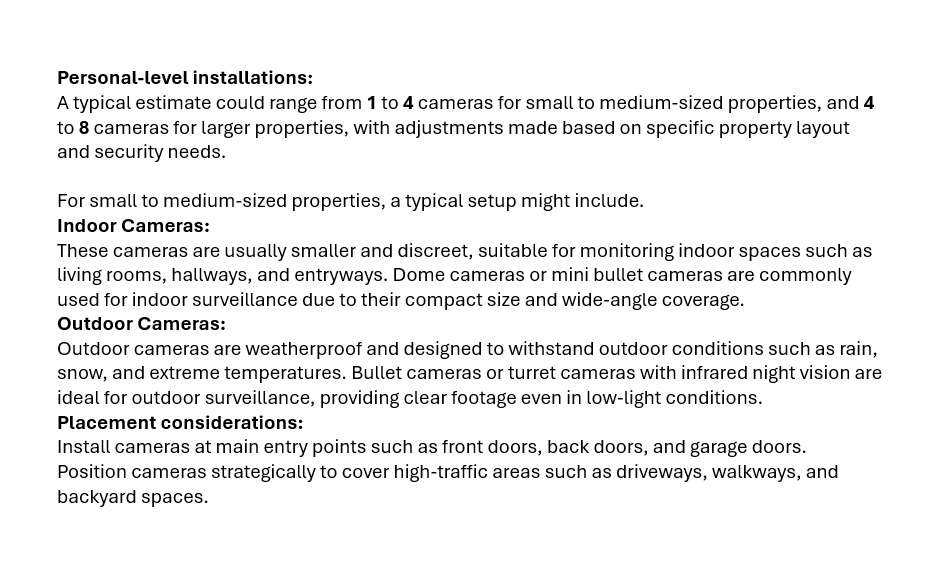 Personal-level installations:
A typical estimate could range from 1 to 4 cameras for small to medium-sized properties, and 4
to 8 cameras for larger properties, with adjustments made based on specific property layout
and security needs.
For small to medium-sized properties, a typical setup might include.
Indoor Cameras:
These cameras are usually smaller and discreet, suitable for monitoring indoor spaces such as
living rooms, hallways, and entryways. Dome cameras or mini bullet cameras are commonly
used for indoor surveillance due to their compact size and wide-angle coverage.
Outdoor Cameras:
Outdoor cameras are weatherproof and designed to withstand outdoor conditions such as rain,
snow, and extreme temperatures. Bullet cameras or turret cameras with infrared night vision are
ideal for outdoor surveillance, providing clear footage even in low-light conditions.
Placement considerations:
Install cameras at main entry points such as front doors, back doors, and garage doors.
Position cameras strategically to cover high-traffic areas such as driveways, walkways, and
backyard spaces.